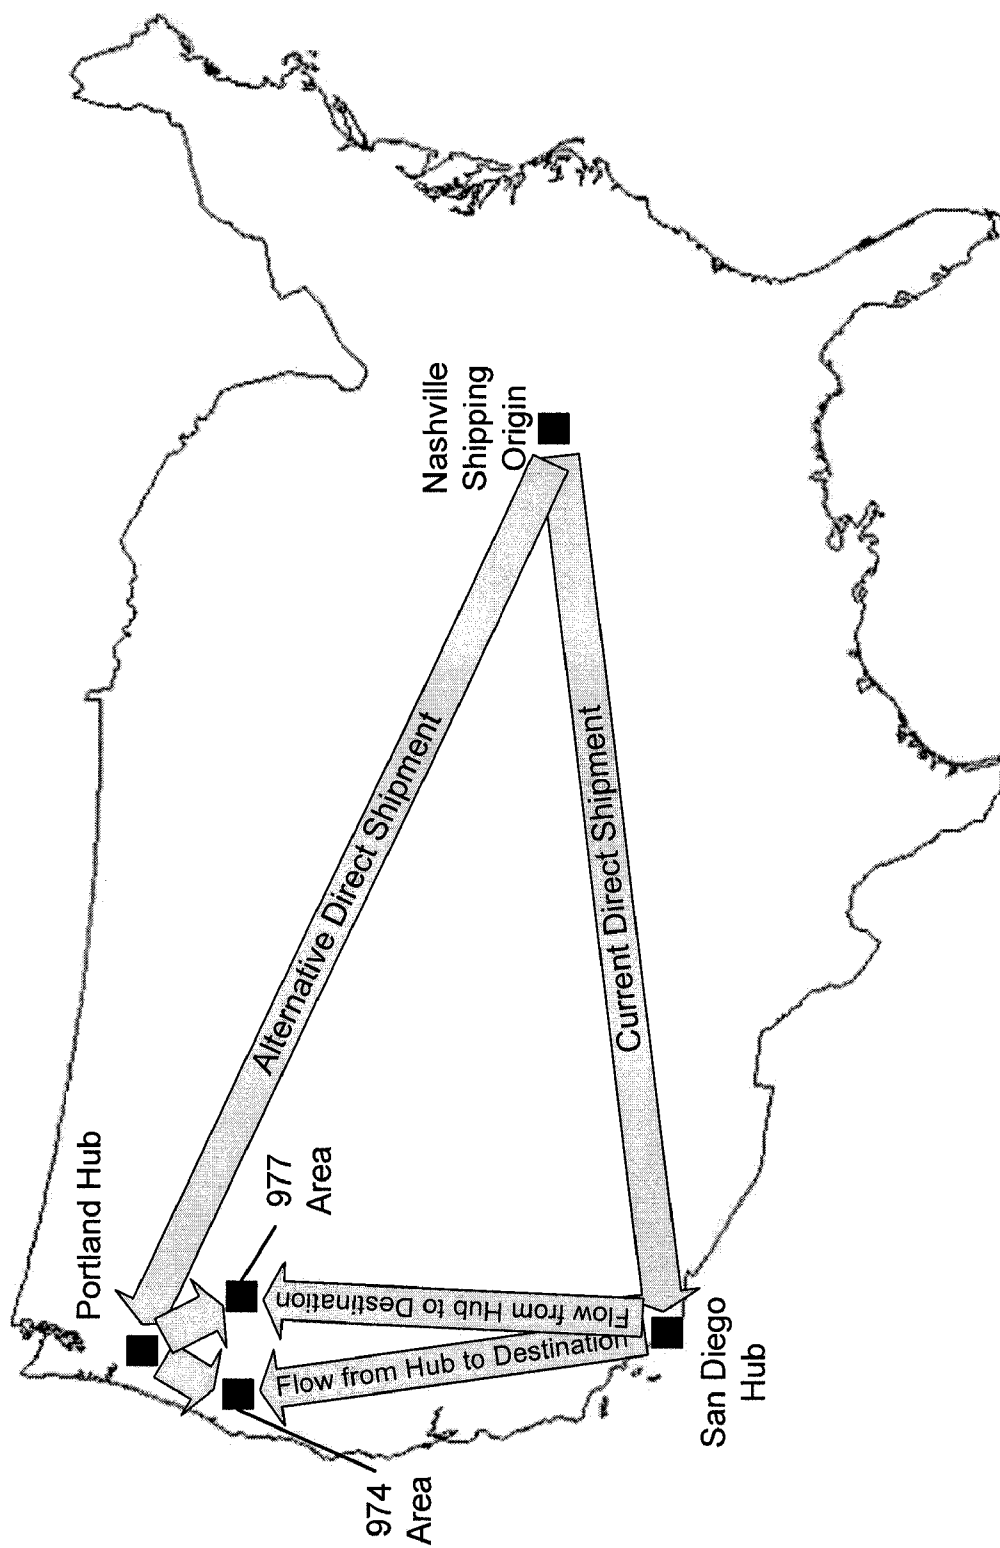 Portland Hub
977
Area
974
Area
Alternative Direct Shipment
Nashville
Shipping
Origin
Current Direct Shipment
Flow from Hub to Destination
Flow from Hub to Destination
San Diego
Hub